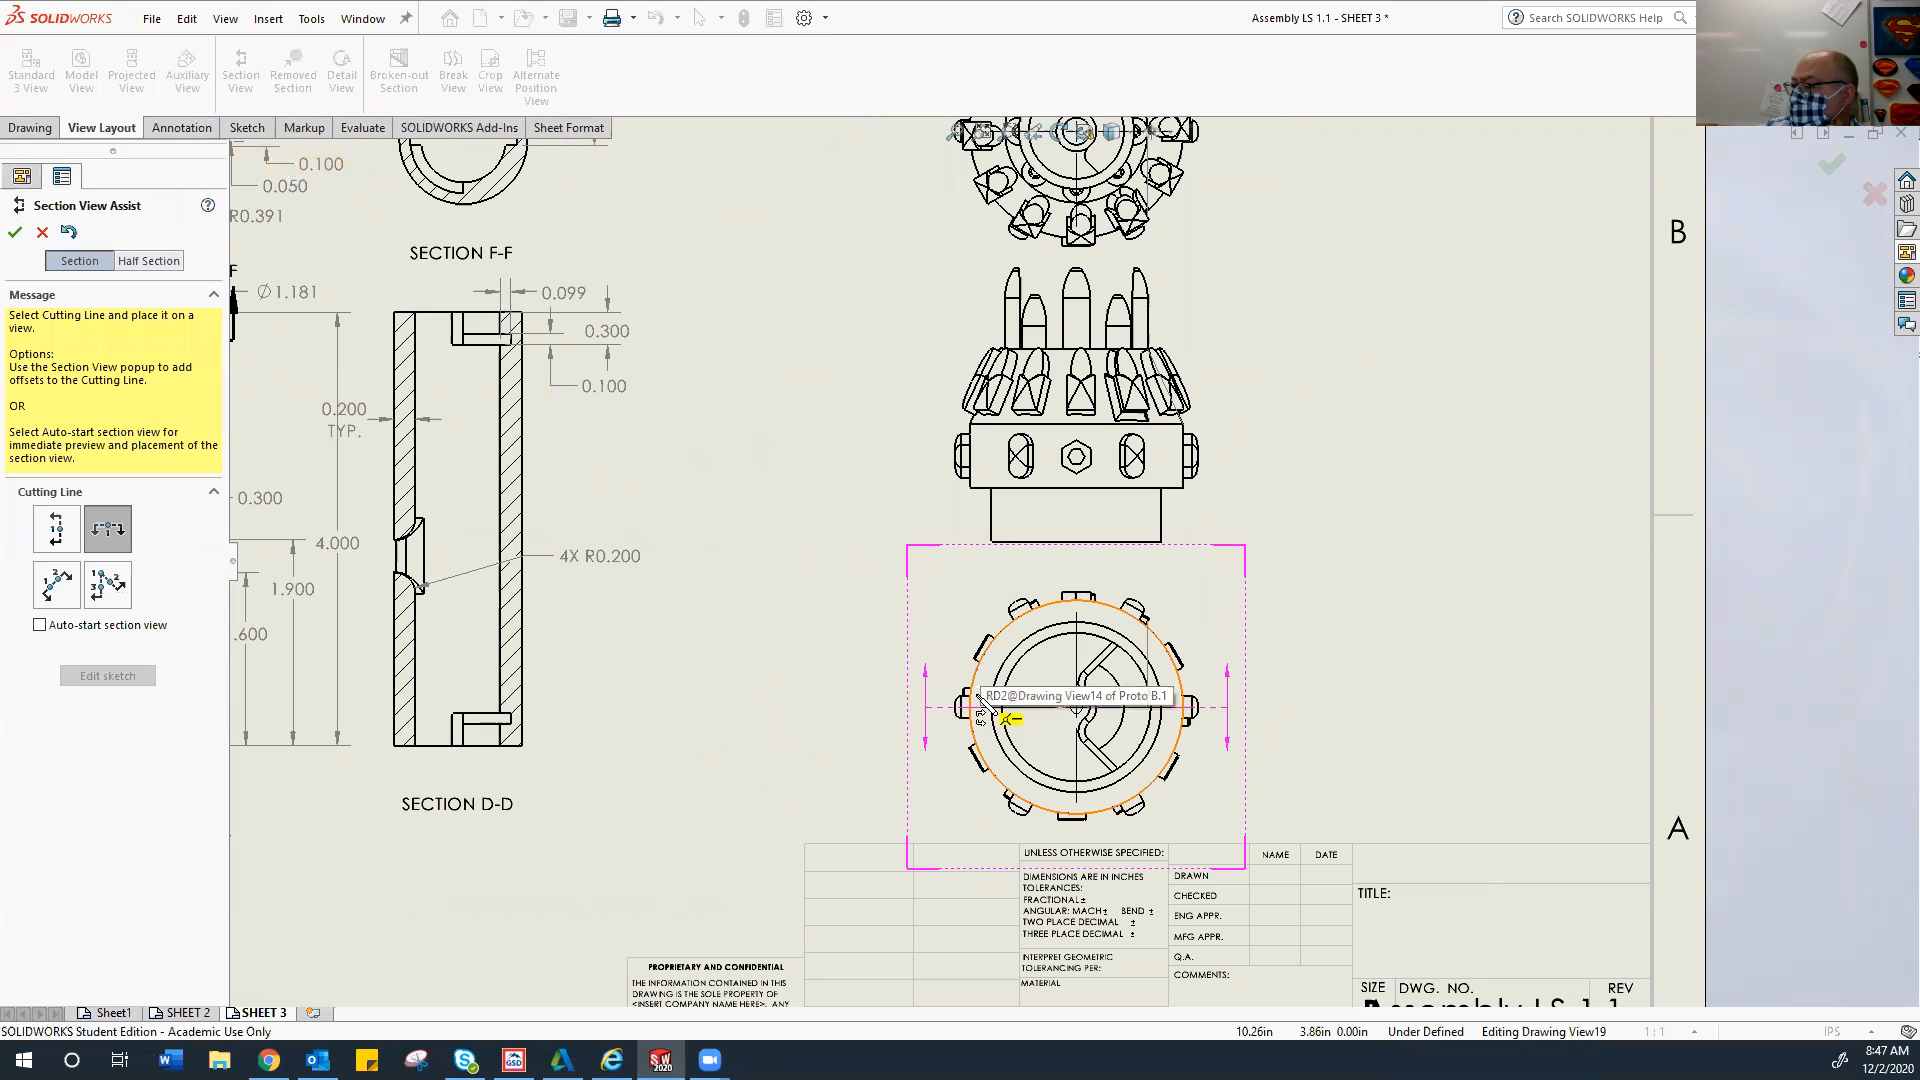 SOLIDWORKS
File Edit View Insert Tools Window
Assembly LS 1.1 - SHEET 3 *
Search SOLIDWORKS Help
Standard 3 View
Model View
Projected View
Auxiliary View
Section View
Removed Section
Detail View
Broken-out Section
Break View
Crop View
Alternate Position View
Drawing View Layout Annotation Sketch Markup Evaluate SOLIDWORKS Add-Ins Sheet Format
Section View Assist
Section Half Section
Message
Select Cutting Line and place it on a
view.
Options:
Use the Section View popup to add
offsets to the Cutting Line.
OR
Select Auto-start section view for
immediate preview and placement of the
section view.
Cutting Line
Auto-start section view
Edit sketch
0.100
0.050
R0.391
SECTION F-F
F
Ø 1.181
0.099
0.300
0.100
0.200
TYP.
0.300
4.000
4X R0.200
1.900
.600
SECTION D-D
RD2@Drawing View14 of Proto B.1
B
A
UNLESS OTHERWISE SPECIFIED:
DIMENSIONS ARE IN INCHES
TOLERANCES:
FRACTIONAL ±
ANGULAR: MACH ± BEND ±
TWO PLACE DECIMAL ±
THREE PLACE DECIMAL ±
INTERPRET GEOMETRIC
TOLERANCING PER:
MATERIAL
NAME DATE
DRAWN
CHECKED
ENG APPR.
MFG APPR.
Q.A.
COMMENTS:
TITLE:
SIZE DWG. NO. REV
Assembly LS 1.1
PROPRIETARY AND CONFIDENTIAL
THE INFORMATION CONTAINED IN THIS
DRAWING IS THE SOLE PROPERTY OF
<INSERT COMPANY NAME HERE>. ANY
Sheet1 SHEET 2 SHEET 3
SOLIDWORKS Student Edition - Academic Use Only
10.26in 3.86in 0.00in Under Defined Editing Drawing View19 1 : 1 IPS
8:47 AM
12/2/2020